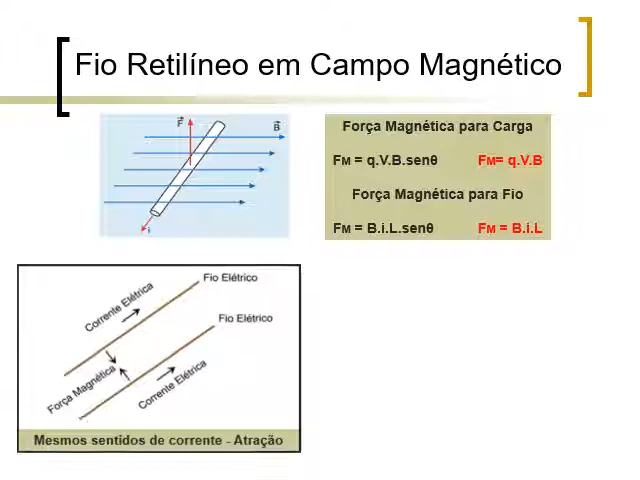 Fio Retilíneo em Campo Magnético
F
B
i
Força Magnética para Carga
FM = q.V.B.senθ FM= q.V.B
Força Magnética para Fio
FM = B.i.L.senθ FM = B.i.L
Fio Elétrico
Corrente Elétrica
Fio Elétrico
Força Magnética
Corrente Elétrica
Mesmos sentidos de corrente - Atração